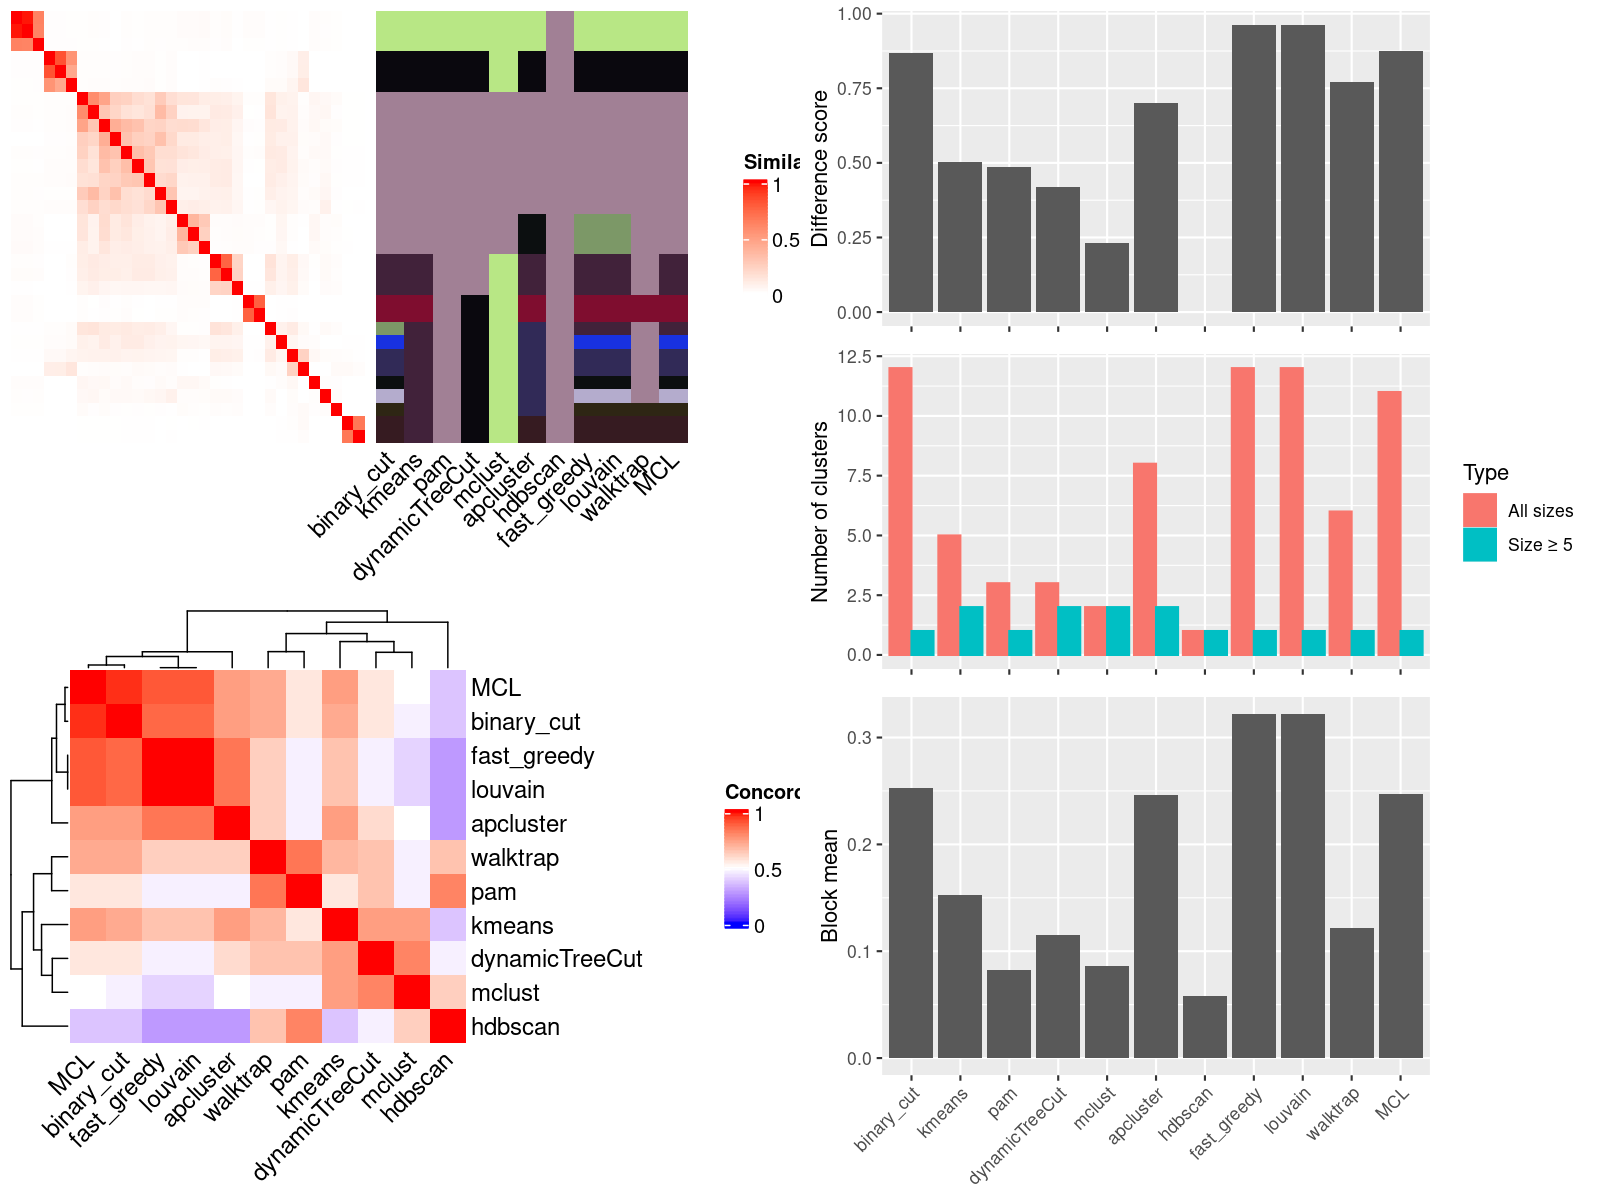 Simila
1
0.5
0
binary_cut
kmeans
pam
dynamicTreeCut
mclust
apcluster
hdbscan
fast_greedy
louvain
walktrap
MCL
MCL
binary_cut
fast_greedy
louvain
apcluster
walktrap
pam
kmeans
dynamicTreeCut
mclust
hdbscan
MCL
binary_cut
fast_greedy
louvain
apcluster
walktrap
pam
kmeans
dynamicTreeCut
mclust
hdbscan
Concord
1
0.5
0
Difference score
1.00
0.75
0.50
0.25
0.00
Number of clusters
12.5
10.0
7.5
5.0
2.5
0.0
Type
All sizes
Size ≥ 5
Block mean
0.3
0.2
0.1
0.0
binary_cut
kmeans
pam
dynamicTreeCut
mclust
apcluster
hdbscan
fast_greedy
louvain
walktrap
MCL